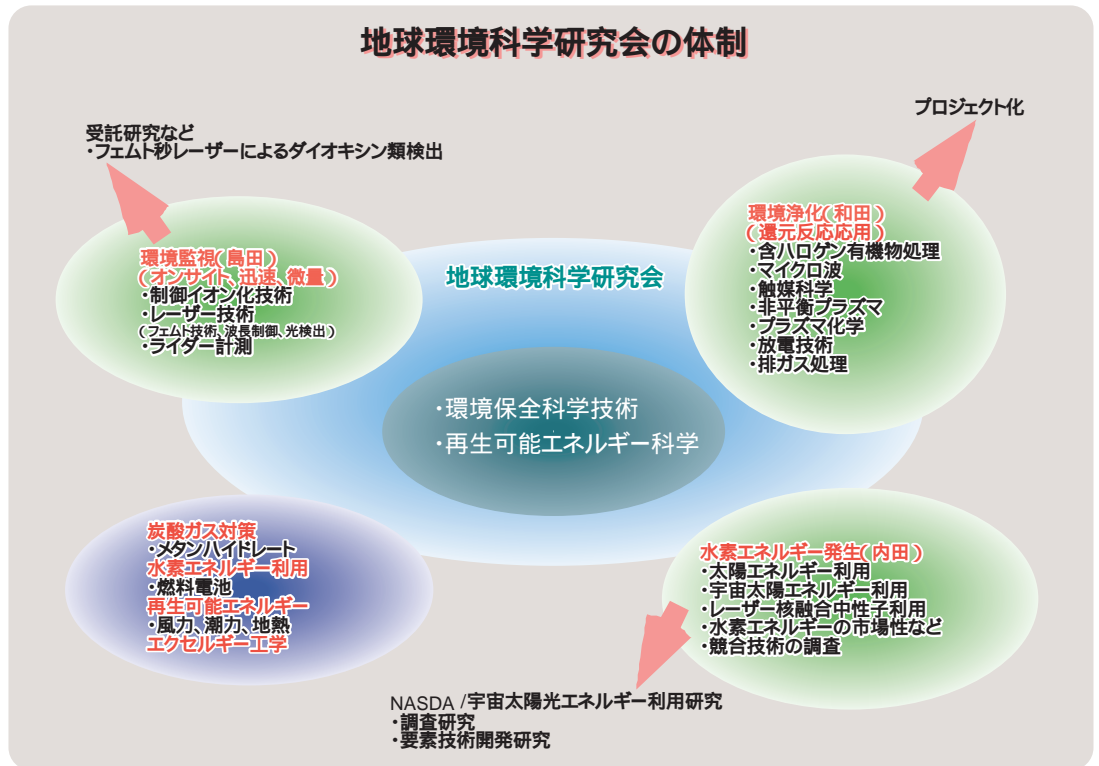 地球環境科学研究会の体制
受託研究など
・フェムト秒レーザーによるダイオキシン類検出
プロジェクト化
環境監視(島田)
(オンサイト、迅速、微量)
・制御イオン化技術
・レーザー技術
(フェムト技術、波長制御、光検出)
・ライダー計測
地球環境科学研究会
環境浄化(和田)
(還元反応応用)
・含ハロゲン有機物処理
・マイクロ波
・触媒科学
・非平衡プラズマ
・プラズマ化学
・放電技術
・排ガス処理
・環境保全科学技術
・再生可能エネルギー科学
炭酸ガス対策
・メタンハイドレート
水素エネルギー利用
・燃料電池
再生可能エネルギー
・風力、潮力、地熱
エクセルギー工学
水素エネルギー発生(内田)
・太陽エネルギー利用
・宇宙太陽エネルギー利用
・レーザー核融合中性子利用
・水素エネルギーの市場性など
・競合技術の調査
NASDA /宇宙太陽光エネルギー利用研究
・調査研究
・要素技術開発研究